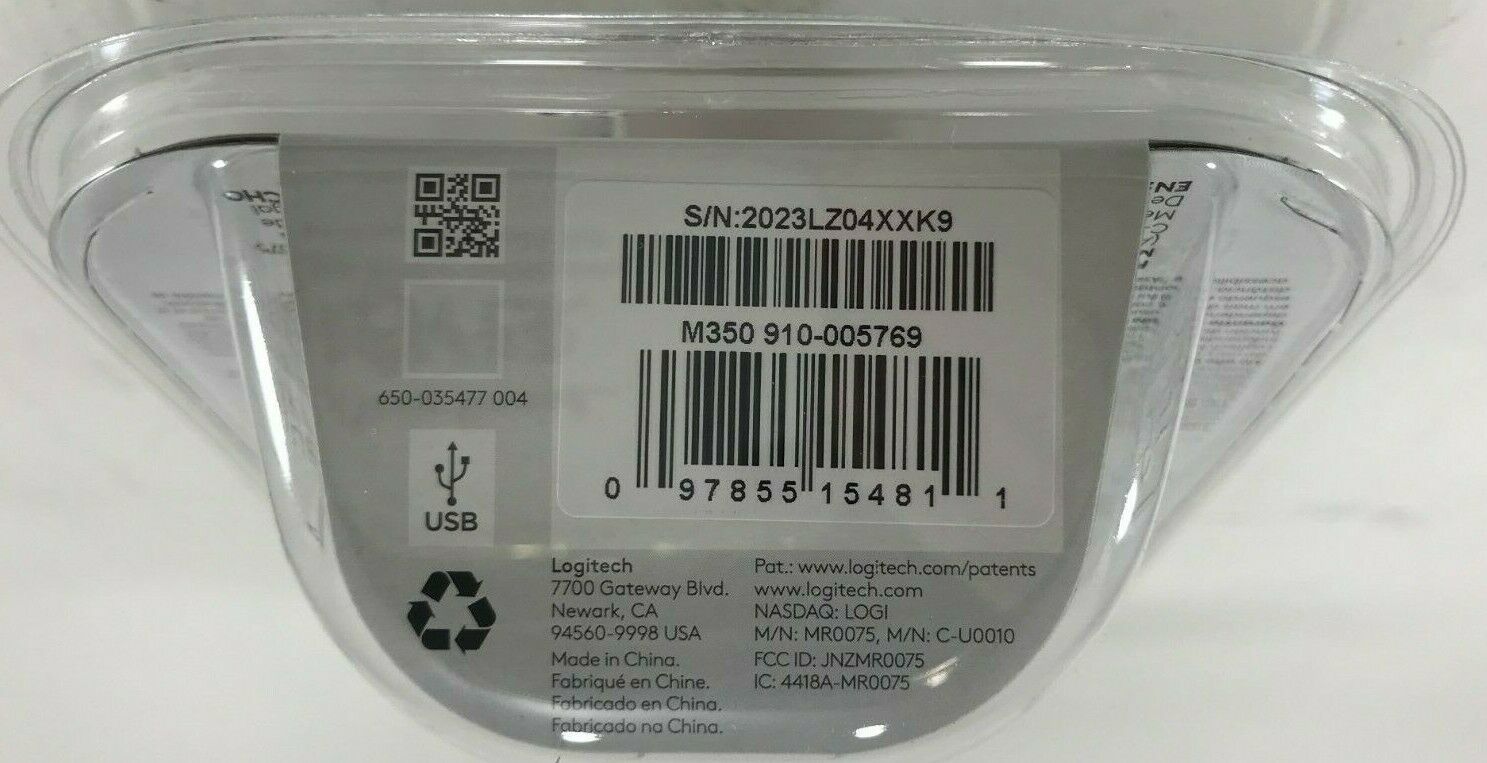 S/N:2023LZ04XXK9
M350 910-005769
0 97855 15481 1
650-035477 004
USB
Logitech
7700 Gateway Blvd.
Newark, CA
94560-9998 USA
Made in China.
Fabriqué en Chine.
Fabricado en China.
Fabricado na China.
Pat.: www.logitech.com/patents
www.logitech.com
NASDAQ: LOGI
M/N: MR0075, M/N: C-U0010
FCC ID: JNZMR0075
IC: 4418A-MR0075